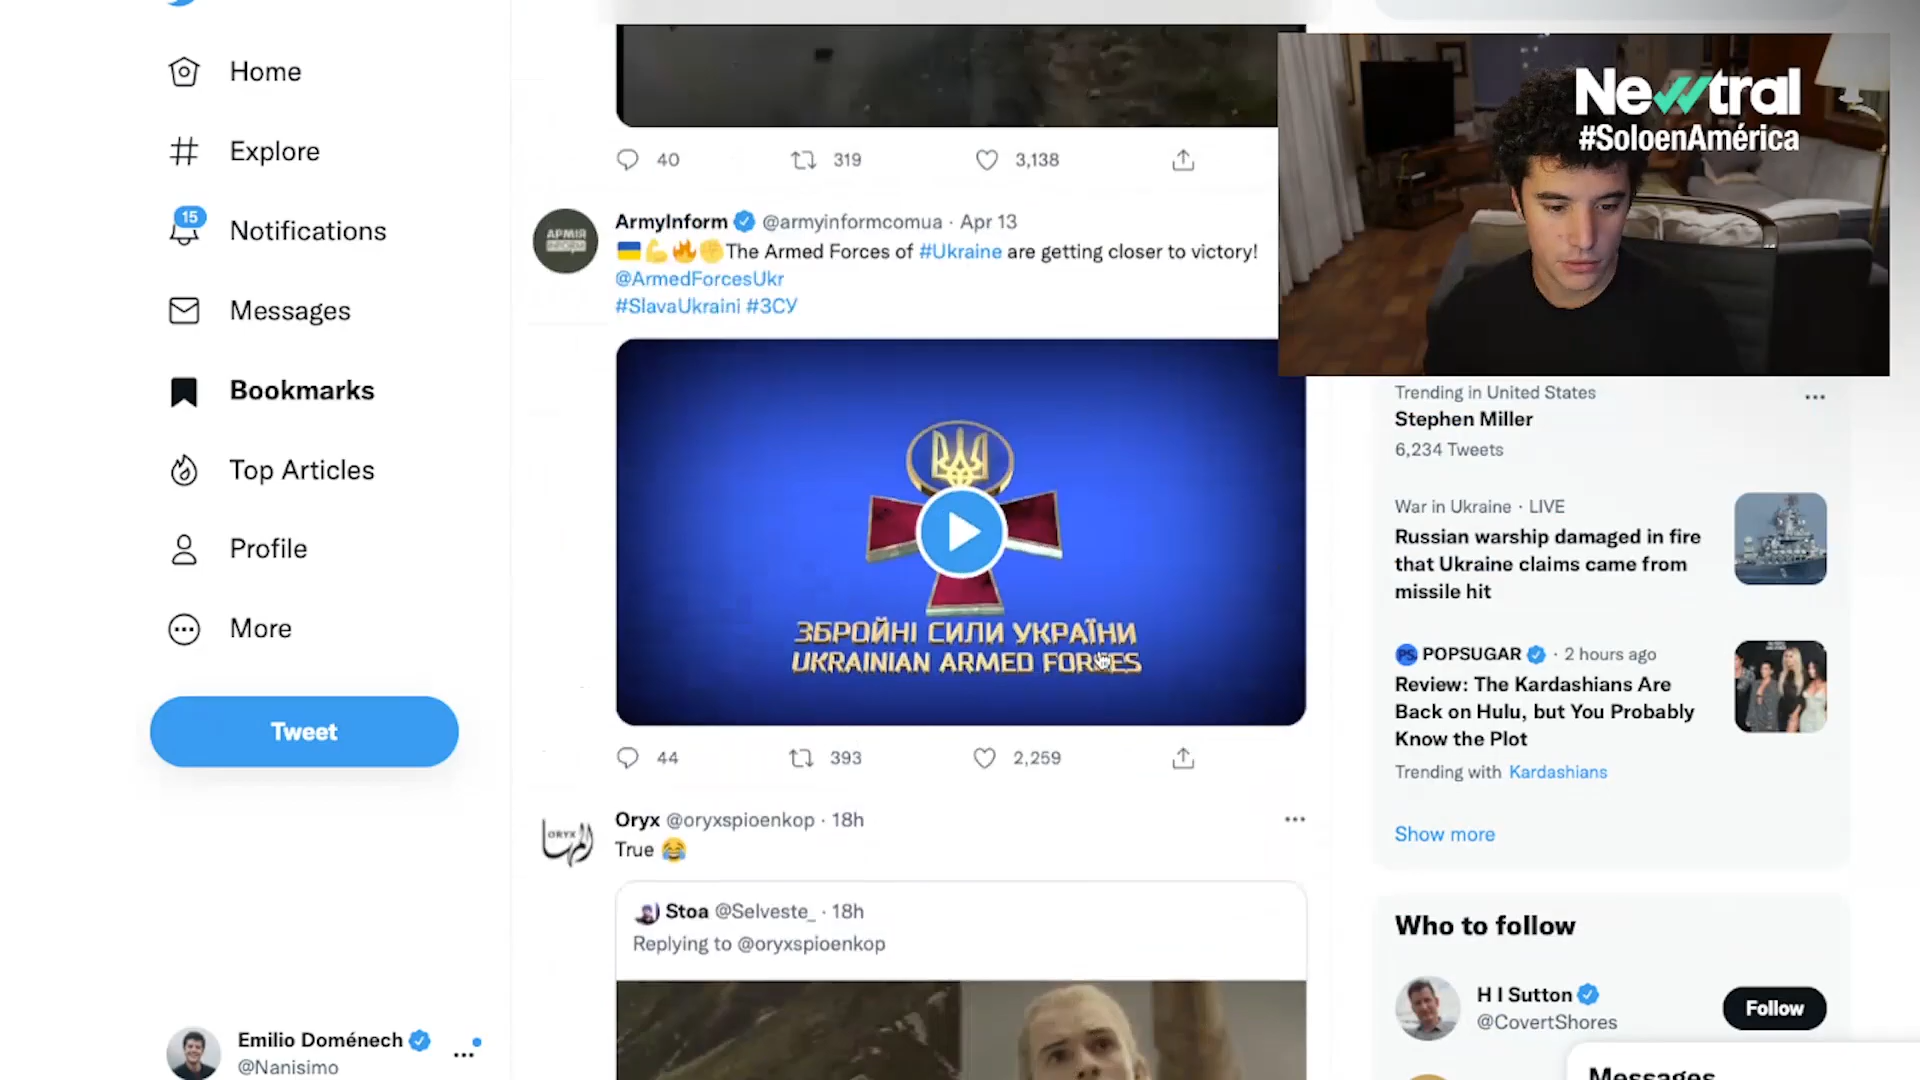 Home
Explore
15
Notifications
Messages
Bookmarks
Top Articles
Profile
More
Tweet
Emilio Doménech
@Nanisimo
40
319
3,138
АРМІЯ
INFORM
ArmyInform @armyinformcomua · Apr 13
The Armed Forces of #Ukraine are getting closer to victory!
@ArmedForcesUkr
#SlavaUkraini #ЗСУ
ЗБРОЙНІ СИЛИ УКРАЇНИ
UKRAINIAN ARMED FORCES
44
393
2,259
ORYX
Oryx @oryxspioenkop · 18h
True
Stoa @Selveste_ · 18h
Replying to @oryxspioenkop
Newtral
#SoloenAmérica
Trending in United States
Stephen Miller
6,234 Tweets
War in Ukraine · LIVE
Russian warship damaged in fire
that Ukraine claims came from
missile hit
PS
POPSUGAR · 2 hours ago
Review: The Kardashians Are
Back on Hulu, but You Probably
Know the Plot
Trending with Kardashians
Show more
Who to follow
H I Sutton
@CovertShores
Follow
Messages